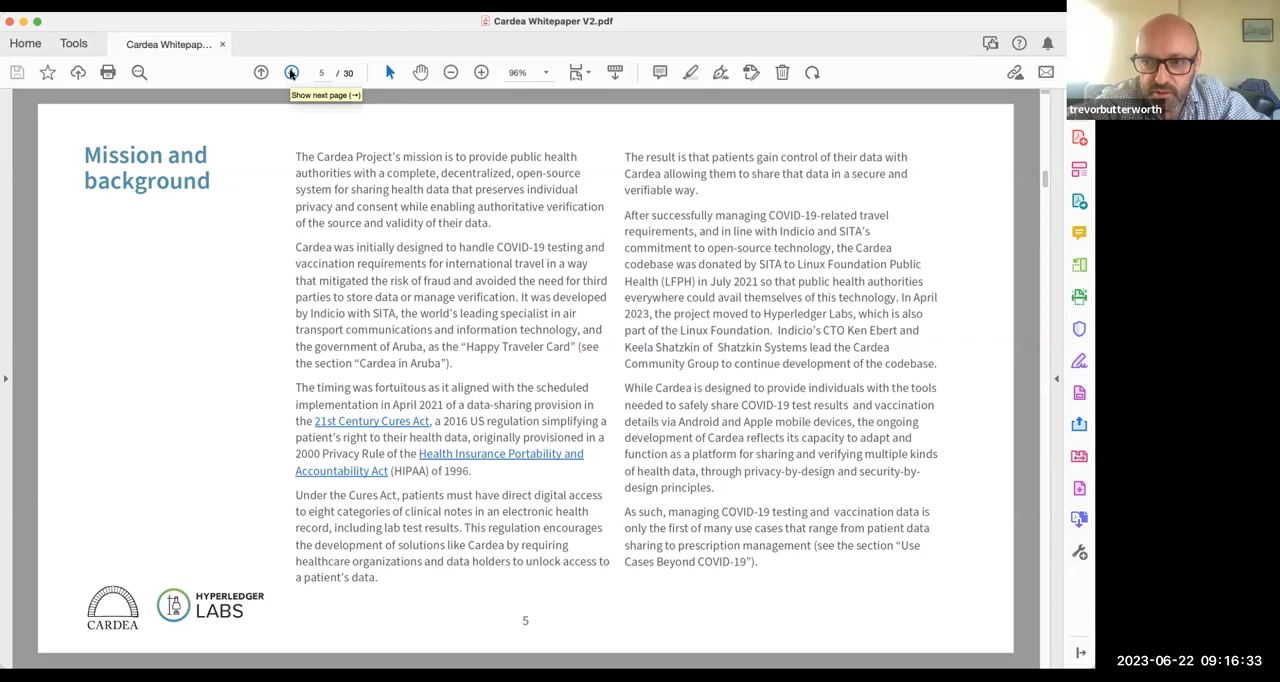 Cardea Whitepaper V2.pdf
Home
Tools
Cardea Whitepap... ×
5 / 30
96%
Show next page (→)
trevorbutterworth
Mission and
background
The Cardea Project's mission is to provide public health
authorities with a complete, decentralized, open-source
system for sharing health data that preserves individual
privacy and consent while enabling authoritative verification
of the source and validity of their data.
Cardea was initially designed to handle COVID-19 testing and
vaccination requirements for international travel in a way
that mitigated the risk of fraud and avoided the need for third
parties to store data or manage verification. It was developed
by Indicio with SITA, the world's leading specialist in air
transport communications and information technology, and
the government of Aruba, as the “Happy Traveler Card” (see
the section “Cardea in Aruba”).
The timing was fortuitous as it aligned with the scheduled
implementation in April 2021 of a data-sharing provision in
the 21st Century Cures Act, a 2016 US regulation simplifying a
patient's right to their health data, originally provisioned in a
2000 Privacy Rule of the Health Insurance Portability and
Accountability Act (HIPAA) of 1996.
Under the Cures Act, patients must have direct digital access
to eight categories of clinical notes in an electronic health
record, including lab test results. This regulation encourages
the development of solutions like Cardea by requiring
healthcare organizations and data holders to unlock access to
a patient's data.
The result is that patients gain control of their data with
Cardea allowing them to share that data in a secure and
verifiable way.
After successfully managing COVID-19-related travel
requirements, and in line with Indicio and SITA's
commitment to open-source technology, the Cardea
codebase was donated by SITA to Linux Foundation Public
Health (LFPH) in July 2021 so that public health authorities
everywhere could avail themselves of this technology. In April
2023, the project moved to Hyperledger Labs, which is also
part of the Linux Foundation. Indicio's CTO Ken Ebert and
Keela Shatzkin of Shatzkin Systems lead the Cardea
Community Group to continue development of the codebase.
While Cardea is designed to provide individuals with the tools
needed to safely share COVID-19 test results and vaccination
details via Android and Apple mobile devices, the ongoing
development of Cardea reflects its capacity to adapt and
function as a platform for sharing and verifying multiple kinds
of health data, through privacy-by-design and security-by-
design principles.
As such, managing COVID-19 testing and vaccination data is
only the first of many use cases that range from patient data
sharing to prescription management (see the section “Use
Cases Beyond COVID-19”).
CARDEA
HYPERLEDGER
LABS
5
2023-06-22 09:16:33